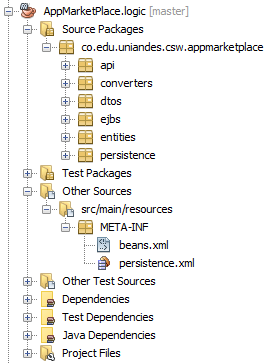 AppMarketPlace.logic [master]
Source Packages
co.edu.uniandes.csw.appmarketplace
api
converters
dtos
ejbs
entities
persistence
Test Packages
Other Sources
src/main/resources
META-INF
beans.xml
persistence.xml
Other Test Sources
Dependencies
Test Dependencies
Java Dependencies
Project Files